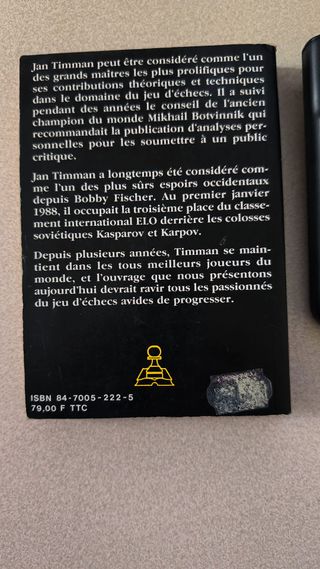 Jan Timman peut être considéré comme l'un
des grands maîtres les plus prolifiques pour
ses contributions théoriques et techniques
dans le domaine du jeu d'échecs. Il a suivi
pendant des années le conseil de l'ancien
champion du monde Mikhail Botvinnik qui
recommandait la publication d'analyses per-
sonnelles pour les soumettre à un public
critique.
Jan Timman a longtemps été considéré com-
me l'un des plus sûrs espoirs occidentaux
depuis Bobby Fischer. Au premier janvier
1988, il occupait la troisième place du classe-
ment international ELO derrière les colosses
soviétiques Kasparov et Karpov.
Depuis plusieurs années, Timman se main-
tient dans les tous meilleurs joueurs du
monde, et l'ouvrage que nous présentons
aujourd'hui devrait ravir tous les passionnés
du jeu d'échecs avides de progresser.
ISBN 84-7005-222-5
79,00 F TTC